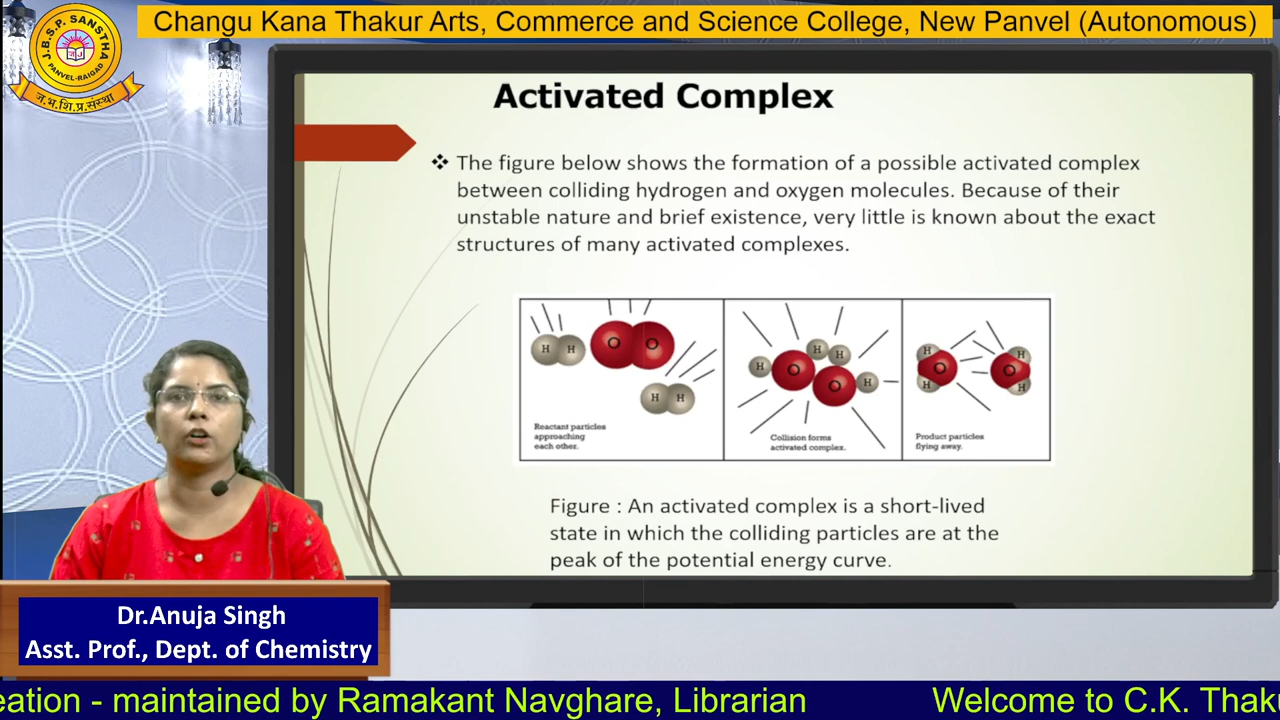 Changu Kana Thakur Arts, Commerce and Science College, New Panvel (Autonomous)
J.B.S.P. SANSTHA
PANVEL-RAIGAD
ज.भ.शि.प्र.संस्था
Activated Complex
❖ The figure below shows the formation of a possible activated complex
between colliding hydrogen and oxygen molecules. Because of their
unstable nature and brief existence, very little is known about the exact
structures of many activated complexes.
H H O O
H H
Reactant particles
approaching
each other.
H O H H O H
Collision forms
activated complex.
H O H O H H
Product particles
flying away.
Figure : An activated complex is a short-lived
state in which the colliding particles are at the
peak of the potential energy curve.
Dr.Anuja Singh
Asst. Prof., Dept. of Chemistry
eation - maintained by Ramakant Navghare, Librarian Welcome to C.K. Thaku